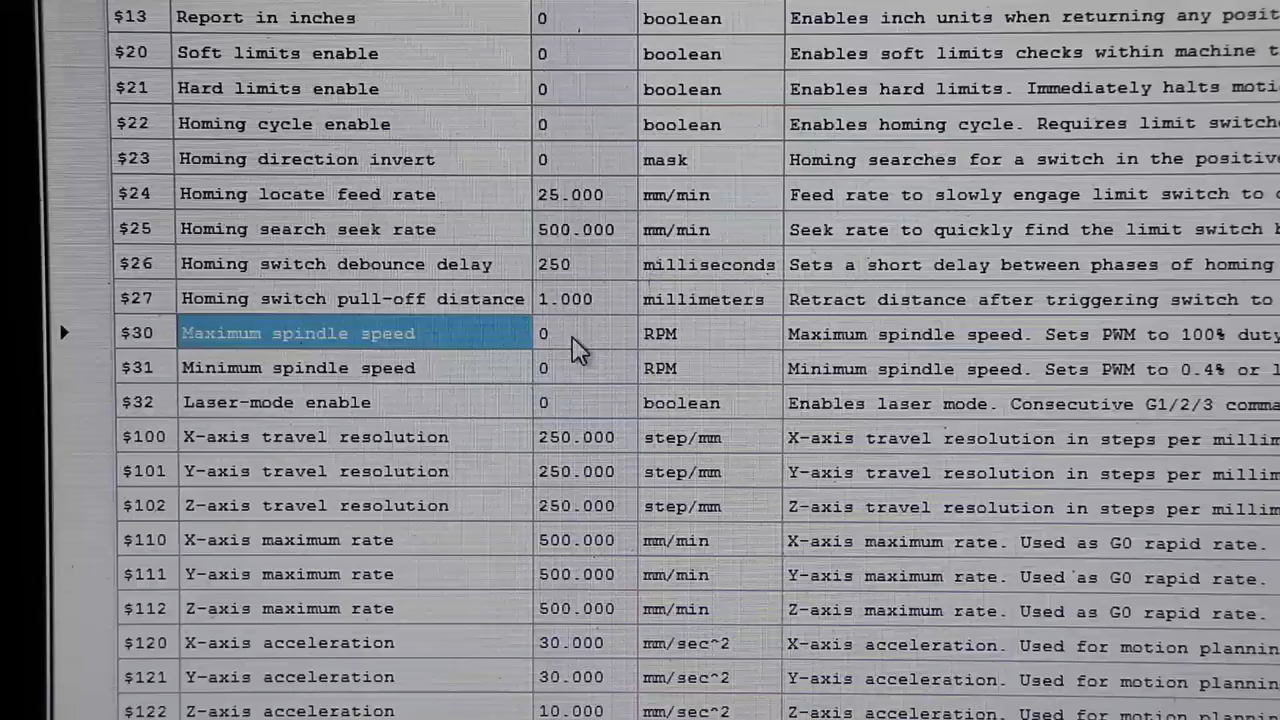 $13 Report in inches 0 boolean Enables inch units when returning any posit
$20 Soft limits enable 0 boolean Enables soft limits checks within machine t
$21 Hard limits enable 0 boolean Enables hard limits. Immediately halts moti
$22 Homing cycle enable 0 boolean Enables homing cycle. Requires limit switch
$23 Homing direction invert 0 mask Homing searches for a switch in the positive
$24 Homing locate feed rate 25.000 mm/min Feed rate to slowly engage limit switch to
$25 Homing search seek rate 500.000 mm/min Seek rate to quickly find the limit switch b
$26 Homing switch debounce delay 250 milliseconds Sets a short delay between phases of homing
$27 Homing switch pull-off distance 1.000 millimeters Retract distance after triggering switch to
$30 Maximum spindle speed 0 RPM Maximum spindle speed. Sets PWM to 100% duty
$31 Minimum spindle speed 0 RPM Minimum spindle speed. Sets PWM to 0.4% or l
$32 Laser-mode enable 0 boolean Enables laser mode. Consecutive G1/2/3 comma
$100 X-axis travel resolution 250.000 step/mm X-axis travel resolution in steps per millim
$101 Y-axis travel resolution 250.000 step/mm Y-axis travel resolution in steps per millim
$102 Z-axis travel resolution 250.000 step/mm Z-axis travel resolution in steps per millim
$110 X-axis maximum rate 500.000 mm/min X-axis maximum rate. Used as G0 rapid rate.
$111 Y-axis maximum rate 500.000 mm/min Y-axis maximum rate. Used as G0 rapid rate.
$112 Z-axis maximum rate 500.000 mm/min Z-axis maximum rate. Used as G0 rapid rate.
$120 X-axis acceleration 30.000 mm/sec^2 X-axis acceleration. Used for motion plannin
$121 Y-axis acceleration 30.000 mm/sec^2 Y-axis acceleration. Used for motion plannin
$122 Z-axis acceleration 10.000 mm/sec^2 Z-axis acceleration. Used for motion plannin